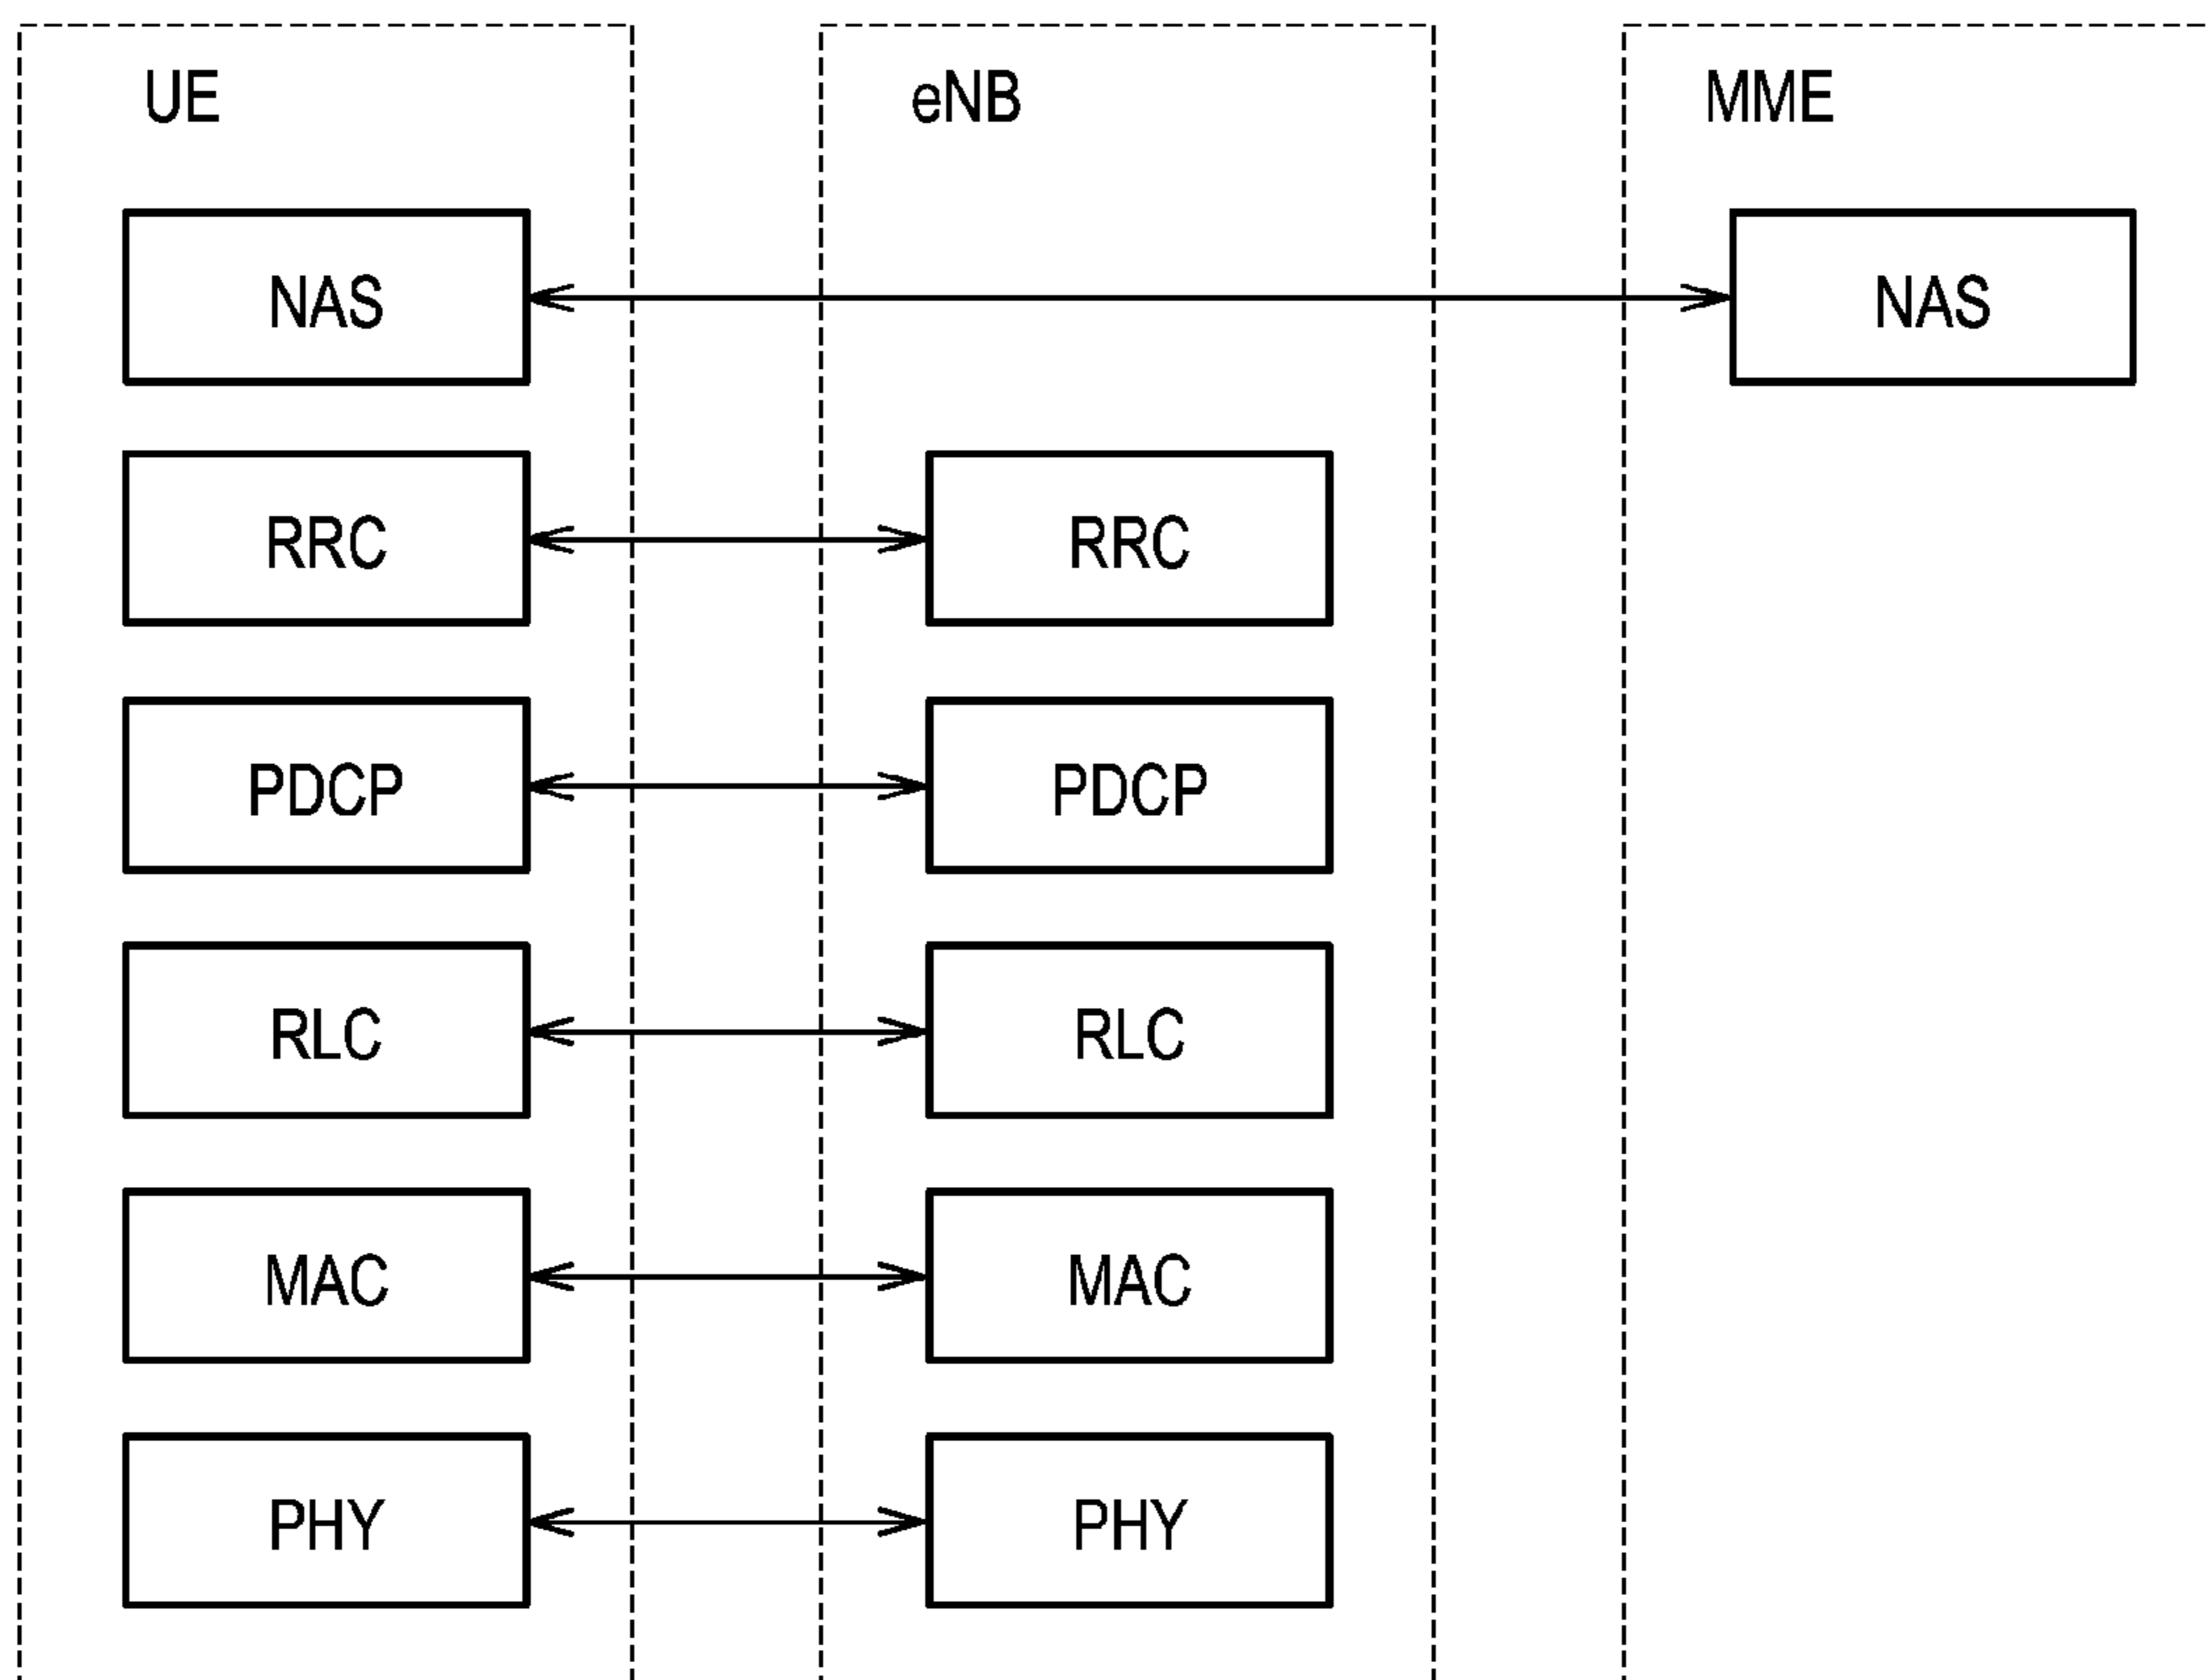 UE eNB MME
NAS NAS
RRC RRC
PDCP PDCP
RLC RLC
MAC MAC
PHY PHY